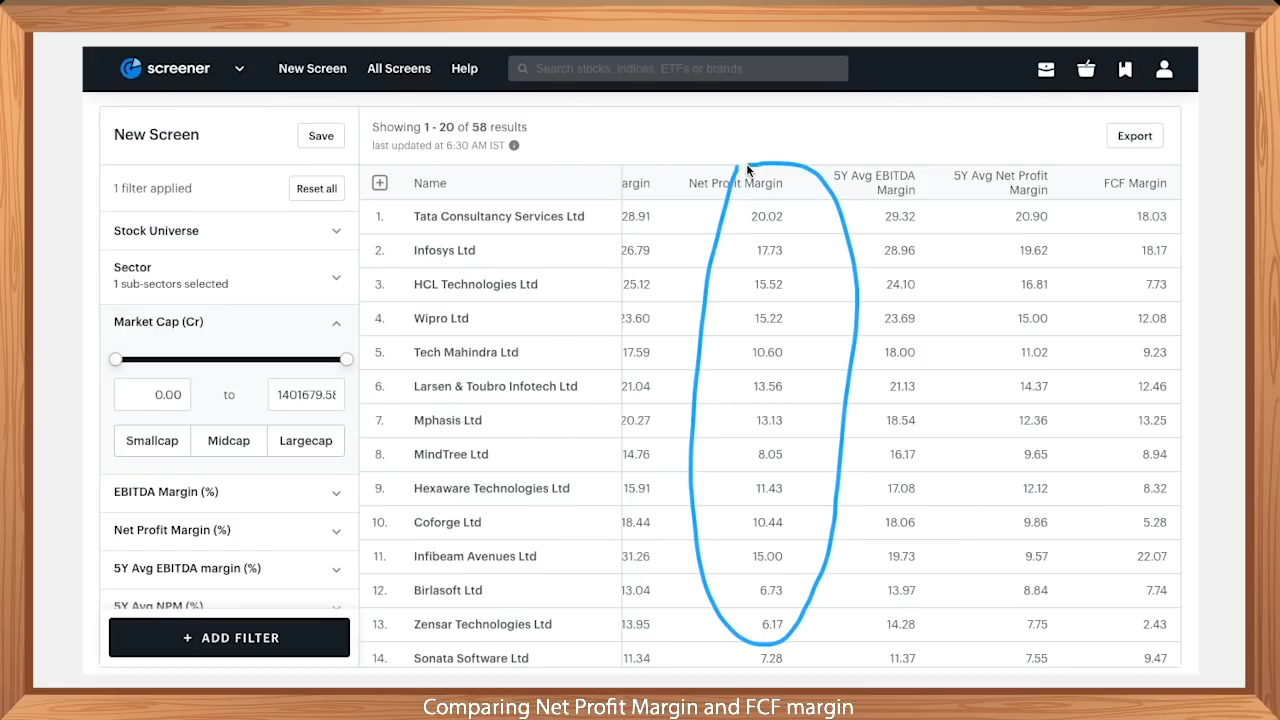 screener
New Screen
All Screens
Help
Search stocks, indices, ETFs or brands
New Screen
Save
1 filter applied
Reset all
Stock Universe
Sector
1 sub-sectors selected
Market Cap (Cr)
0.00 to 1401679.58
Smallcap Midcap Largecap
EBITDA Margin (%)
Net Profit Margin (%)
5Y Avg EBITDA margin (%)
5Y Avg NPM (%)
+ ADD FILTER
Showing 1 - 20 of 58 results
last updated at 6:30 AM IST
Export
Name argin Net Profit Margin 5Y Avg EBITDA Margin 5Y Avg Net Profit Margin FCF Margin
1. Tata Consultancy Services Ltd 28.91 20.02 29.32 20.90 18.03
2. Infosys Ltd 26.79 17.73 28.96 19.62 18.17
3. HCL Technologies Ltd 25.12 15.52 24.10 16.81 7.73
4. Wipro Ltd 23.60 15.22 23.69 15.00 12.08
5. Tech Mahindra Ltd 17.59 10.60 18.00 11.02 9.23
6. Larsen & Toubro Infotech Ltd 21.04 13.56 21.13 14.37 12.46
7. Mphasis Ltd 20.27 13.13 18.54 12.36 13.25
8. MindTree Ltd 14.76 8.05 16.17 9.65 8.94
9. Hexaware Technologies Ltd 15.91 11.43 17.08 12.12 8.32
10. Coforge Ltd 18.44 10.44 18.06 9.86 5.28
11. Infibeam Avenues Ltd 31.26 15.00 19.73 9.57 22.07
12. Birlasoft Ltd 13.04 6.73 13.97 8.84 7.74
13. Zensar Technologies Ltd 13.95 6.17 14.28 7.75 2.43
14. Sonata Software Ltd 11.34 7.28 11.37 7.55 9.47
Comparing Net Profit Margin and FCF margin